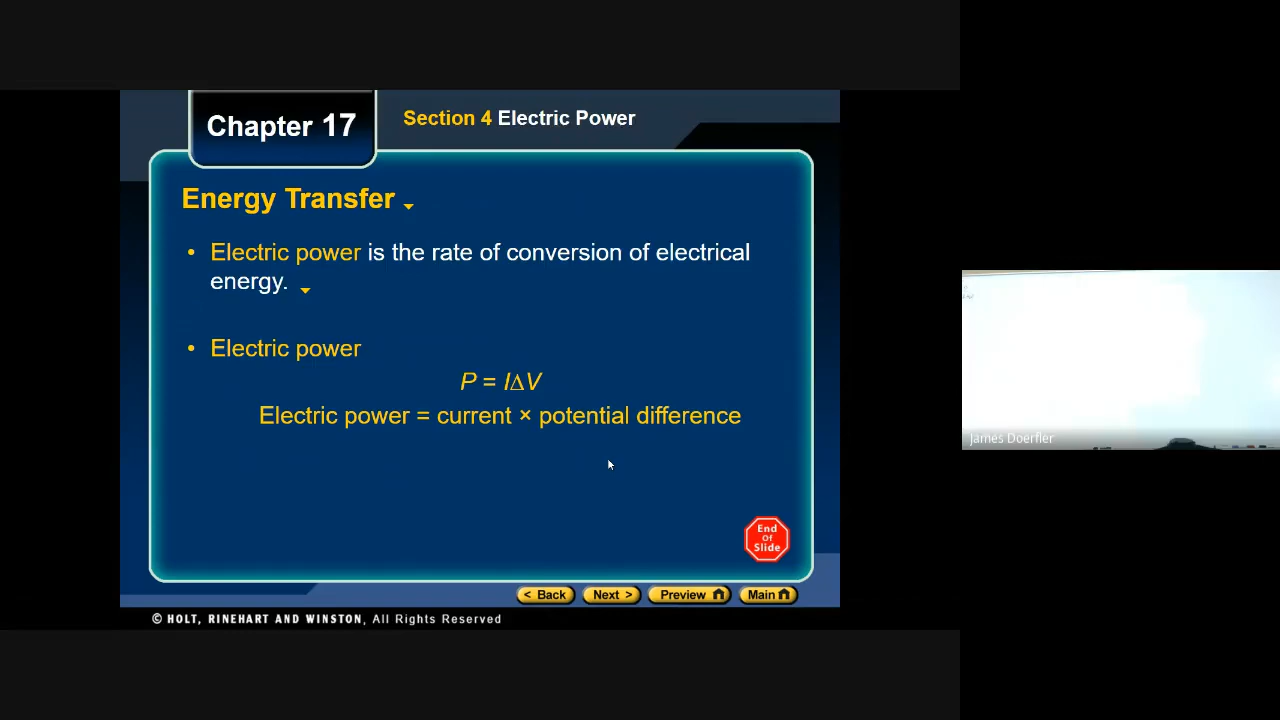 Chapter 17
Section 4 Electric Power
Energy Transfer
• Electric power is the rate of conversion of electrical
energy.
• Electric power
P = I∆V
Electric power = current × potential difference
End
Of
Slide
< Back
Next >
Preview
Main
© HOLT, RINEHART AND WINSTON, All Rights Reserved
James Doerfler